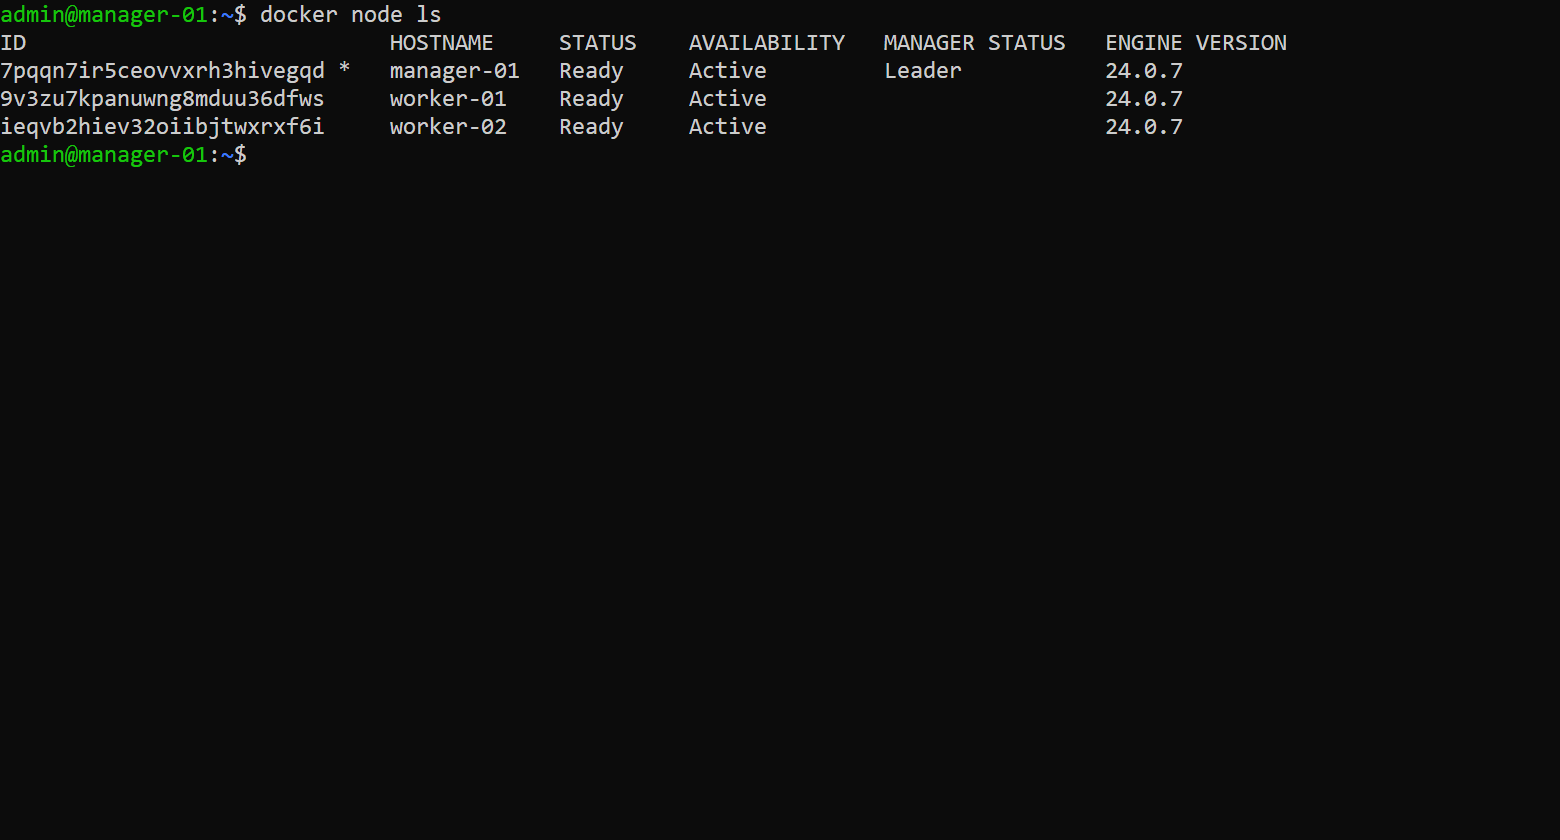 admin@manager-01:~$ docker node ls
ID                            HOSTNAME     STATUS    AVAILABILITY   MANAGER STATUS   ENGINE VERSION
7pqqn7ir5ceovvxrh3hivegqd *   manager-01   Ready     Active         Leader           24.0.7
9v3zu7kpanuwng8mduu36dfws     worker-01    Ready     Active                          24.0.7
ieqvb2hiev32oiibjtwxrxf6i     worker-02    Ready     Active                          24.0.7
admin@manager-01:~$